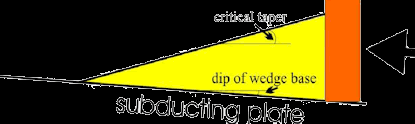 critical taper
dip of wedge base
subducting plate